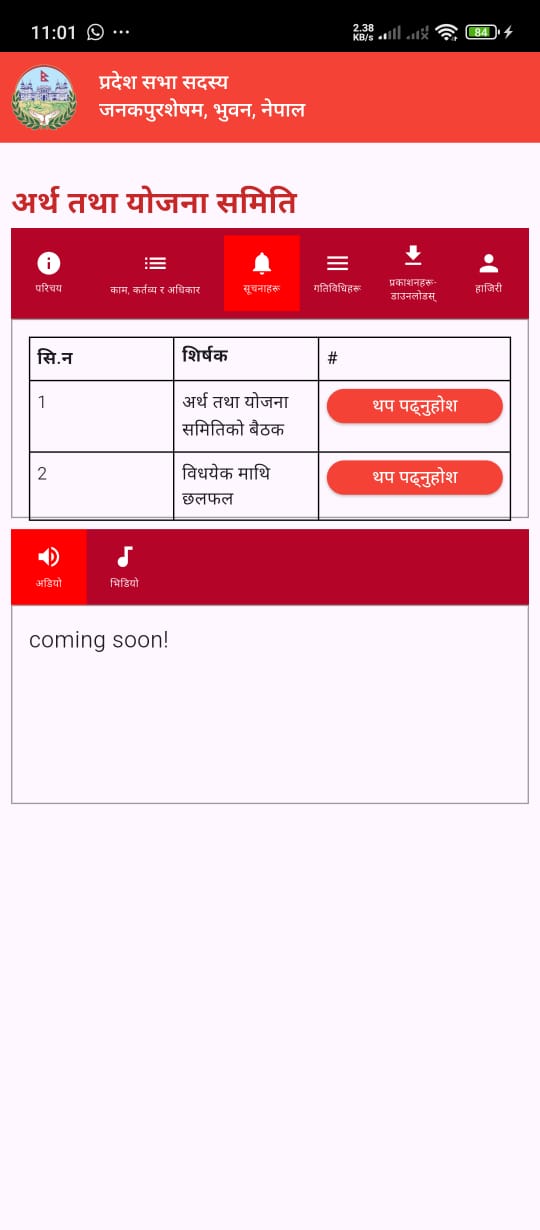 11:01
2.38
KB/s
84
प्रदेश सभा सदस्य
जनकपुरशेषम, भुवन, नेपाल
अर्थ तथा योजना समिति
परिचय
काम, कर्तव्य र अधिकार
सूचनाहरू
गतिविधिहरू
प्रकाशनहरू-
डाउनलोडस्
हाजिरी
सि.न शिर्षक #
1 अर्थ तथा योजना थप पढ्नुहोश
समितिको बैठक
2 विधयेक माथि थप पढ्नुहोश
छलफल
अडियो
भिडियो
coming soon!